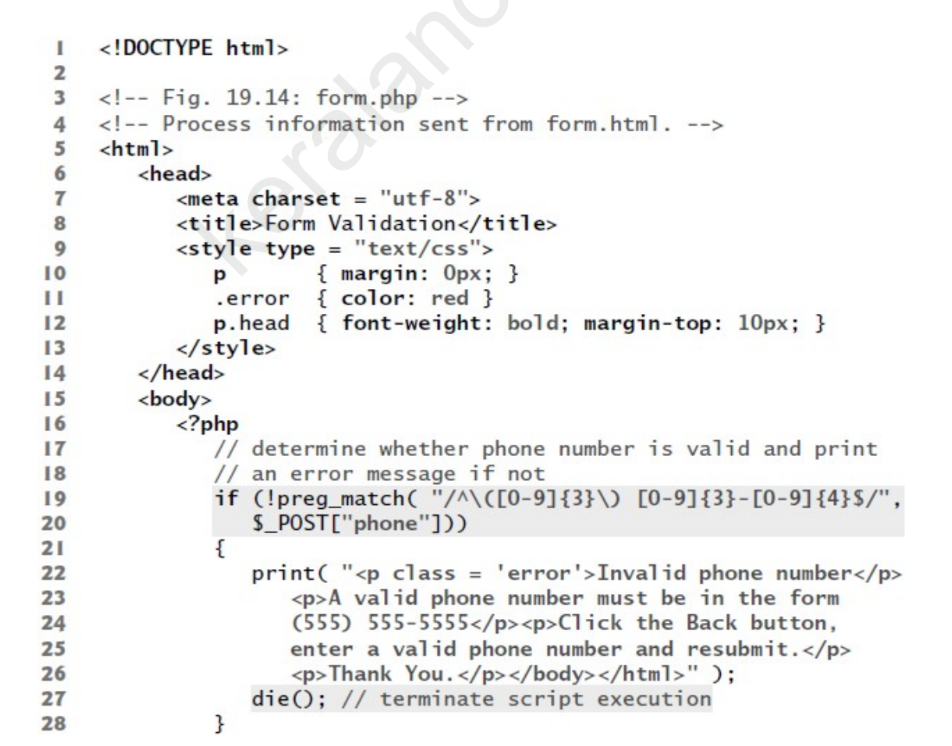 1 <!DOCTYPE html>
2
3 <!-- Fig. 19.14: form.php -->
4 <!-- Process information sent from form.html. -->
5 <html>
6    <head>
7       <meta charset = "utf-8">
8       <title>Form Validation</title>
9       <style type = "text/css">
10          p       { margin: 0px; }
11          .error  { color: red }
12          p.head  { font-weight: bold; margin-top: 10px; }
13       </style>
14    </head>
15    <body>
16       <?php
17          // determine whether phone number is valid and print
18          // an error message if not
19          if (!preg_match( "/^\([0-9]{3}\) [0-9]{3}-[0-9]{4}$/",
20             $_POST["phone"]))
21          {
22             print( "<p class = 'error'>Invalid phone number</p>
23                <p>A valid phone number must be in the form
24                (555) 555-5555</p><p>Click the Back button,
25                enter a valid phone number and resubmit.</p>
26                <p>Thank You.</p></body></html>" );
27             die(); // terminate script execution
28          }